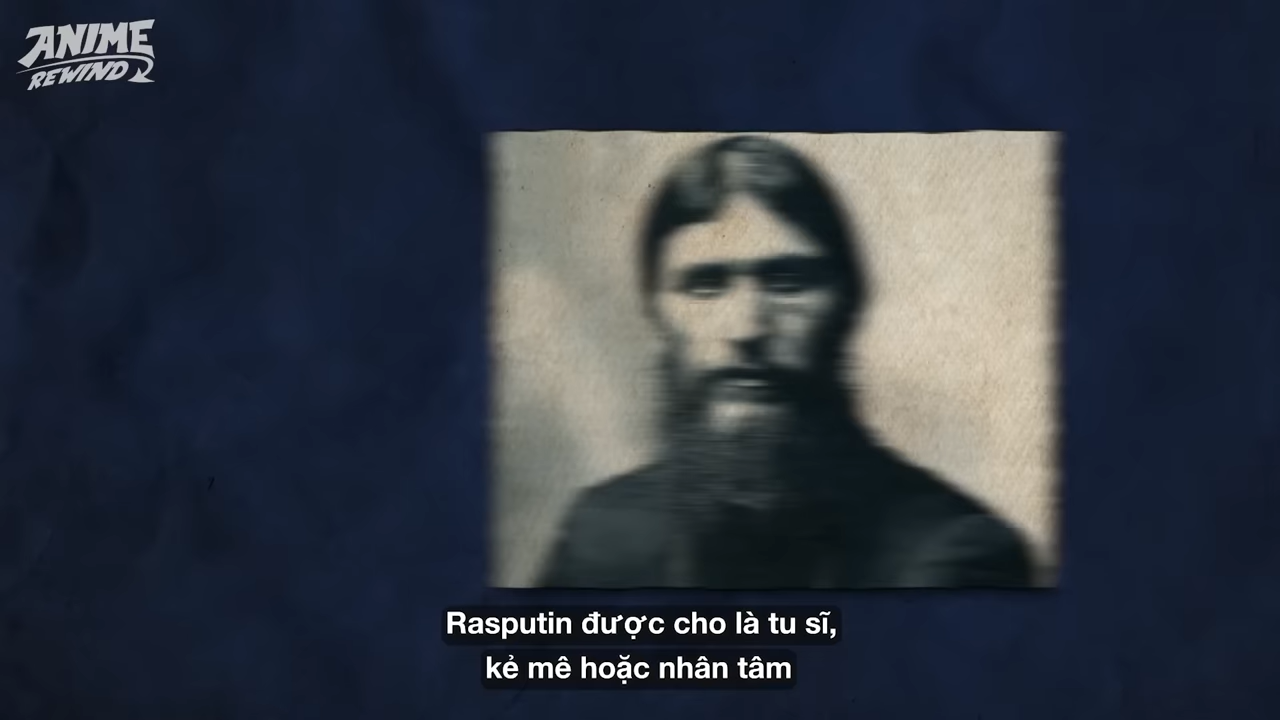 ANIME
REWIND
Rasputin được cho là tu sĩ,
kẻ mê hoặc nhân tâm